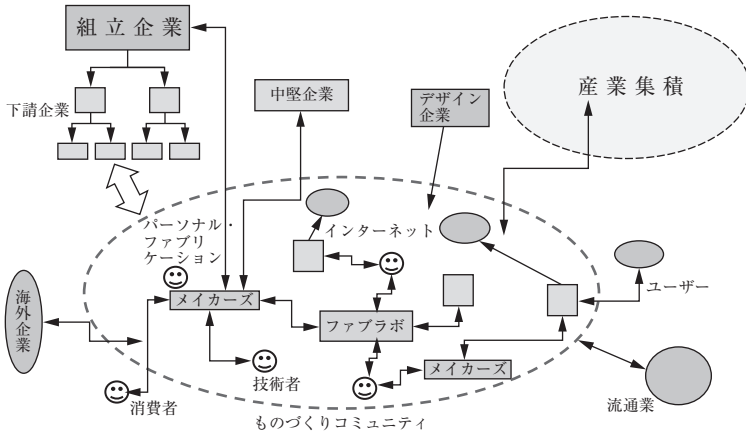 組立企業
下請企業
中堅企業
デザイン
企業
産業集積
パーソナル・
ファブリ
ケーション
インターネット
メイカーズ
ファブラボ
メイカーズ
海外企業
ユーザー
技術者
消費者
流通業
ものづくりコミュニティ